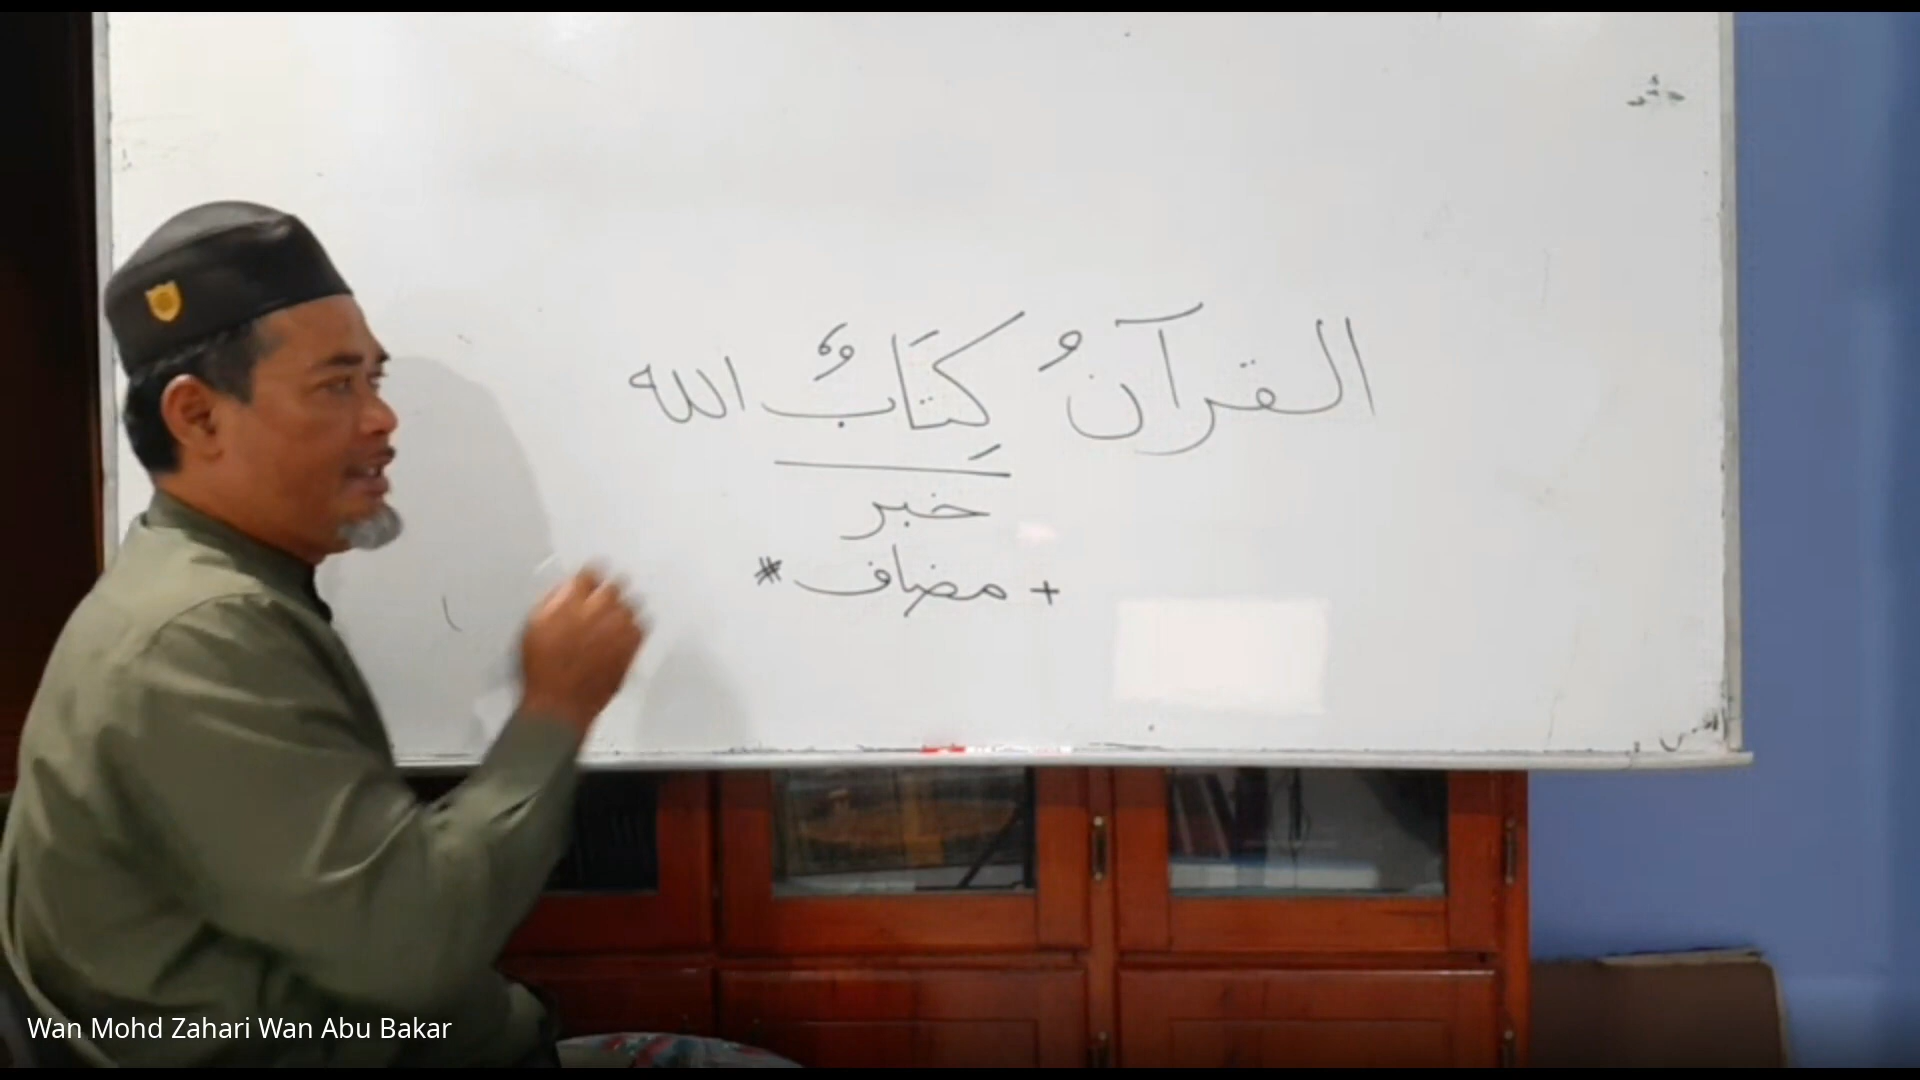 القرآنُ كِتَابٌ الله
خبر
+ مضاف #
Wan Mohd Zahari Wan Abu Bakar